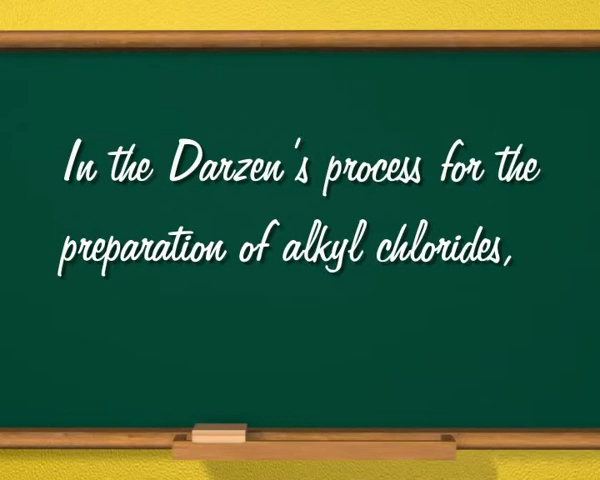 In the Darzen's process for the
preparation of alkyl chlorides,